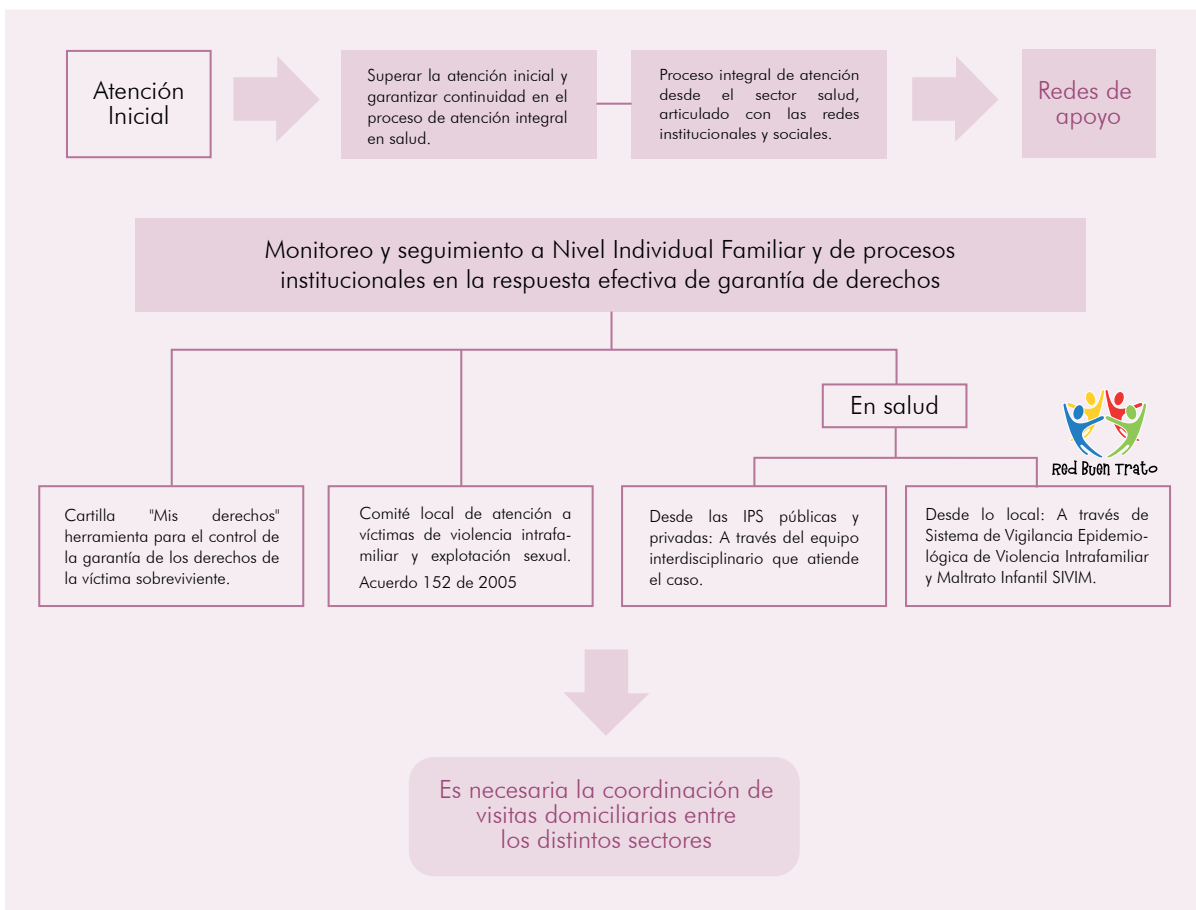 Atención
Inicial
Superar la atención inicial y
garantizar continuidad en el
proceso de atención integral
en salud.
Proceso integral de atención
desde el sector salud,
articulado con las redes
institucionales y sociales.
Redes de
apoyo
Monitoreo y seguimiento a Nivel Individual Familiar y de procesos
institucionales en la respuesta efectiva de garantía de derechos
En salud
Red Buen Trato
Cartilla "Mis derechos"
herramienta para el control de
la garantía de los derechos de
la víctima sobreviviente.
Comité local de atención a
víctimas de violencia intrafa-
miliar y explotación sexual.
Acuerdo 152 de 2005
Desde las IPS públicas y
privadas: A través del equipo
interdisciplinario que atiende
el caso.
Desde lo local: A través de
Sistema de Vigilancia Epidemio-
lógica de Violencia Intrafamiliar
y Maltrato Infantil SIVIM.
Es necesaria la coordinación de
visitas domiciliarias entre
los distintos sectores